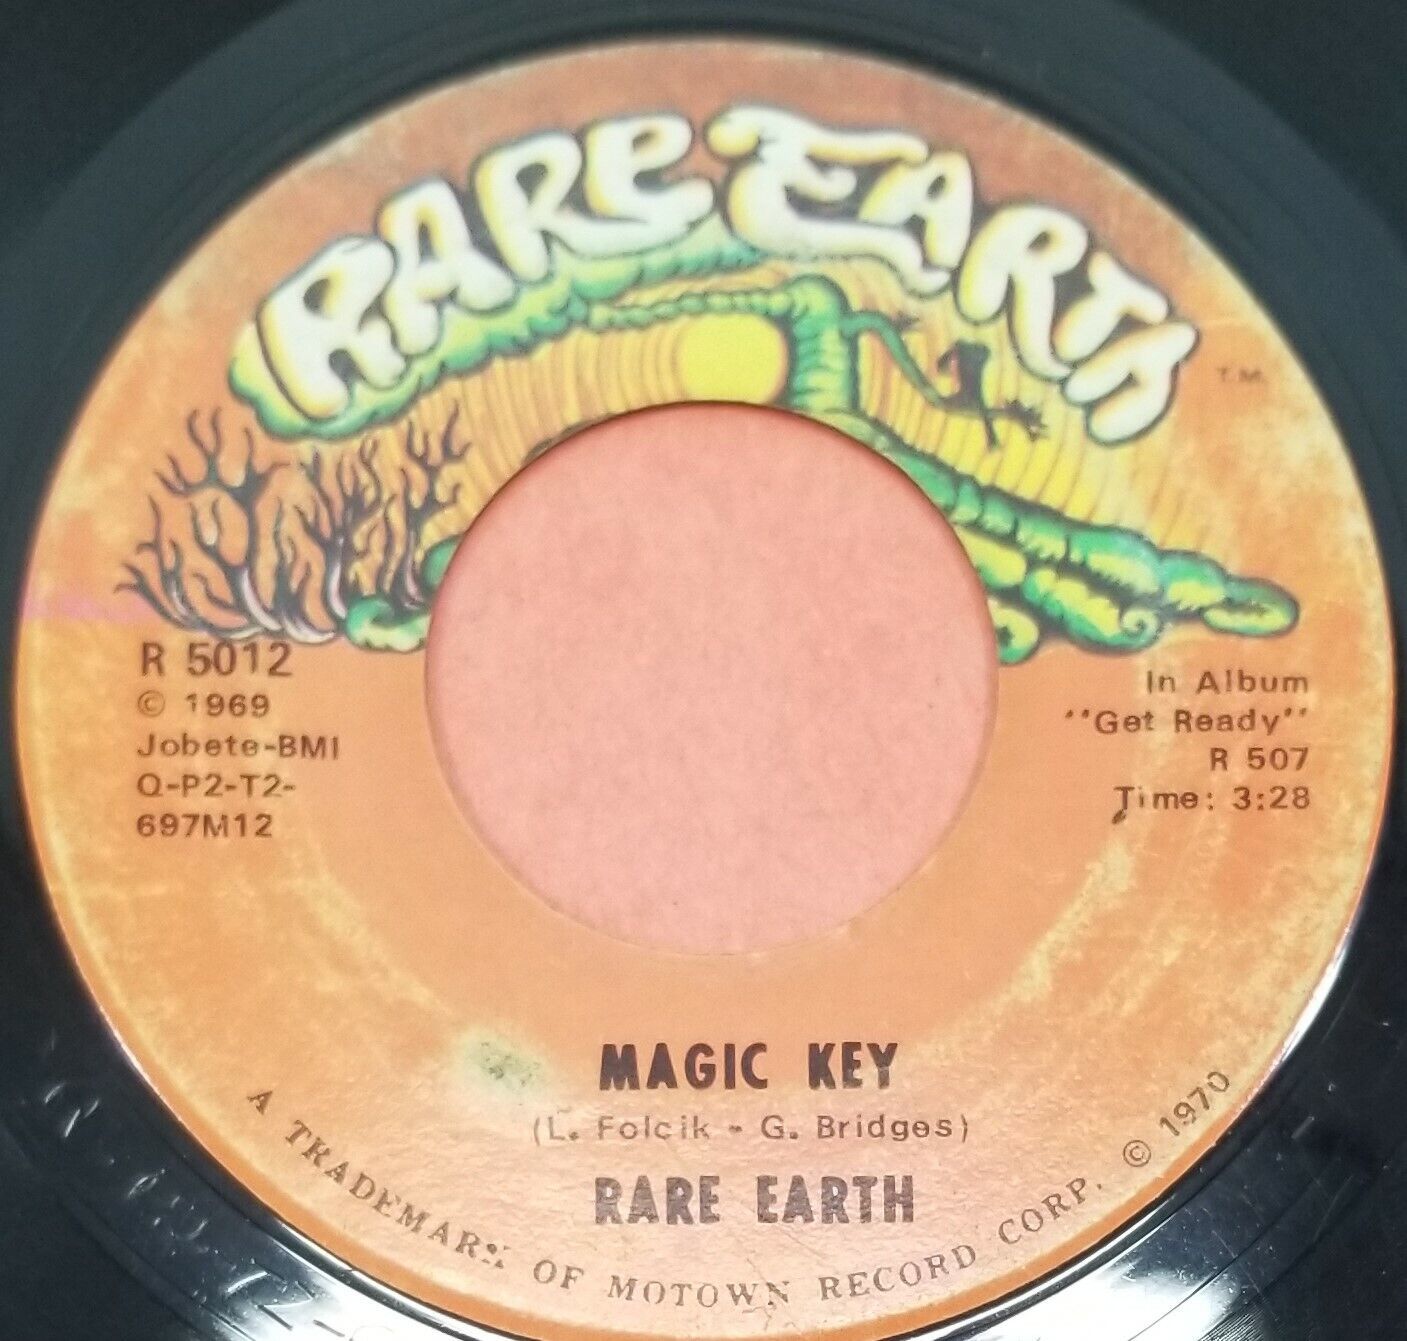 RARE EARTH
T.M.
R 5012
© 1969
Jobete-BMI
Q-P2-T2-
697M12
In Album
"Get Ready"
R 507
Time: 3:28
MAGIC KEY
(L. Folcik - G. Bridges)
RARE EARTH
A TRADEMARK OF MOTOWN RECORD CORP. © 1970